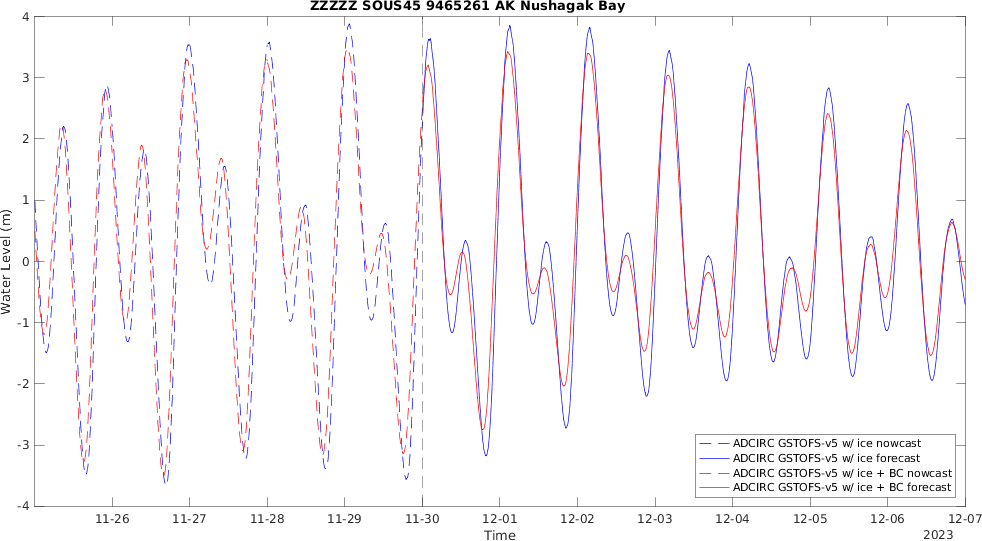 ZZZZZ SOUS45 9465261 AK Nushagak Bay
4
3
2
1
0
-1
-2
-3
-4
Water Level (m)
ADCIRC GSTOFS-v5 w/ ice nowcast
ADCIRC GSTOFS-v5 w/ ice forecast
ADCIRC GSTOFS-v5 w/ ice + BC nowcast
ADCIRC GSTOFS-v5 w/ ice + BC forecast
11-26 11-27 11-28 11-29 11-30 12-01 12-02 12-03 12-04 12-05 12-06 12-07
Time
2023